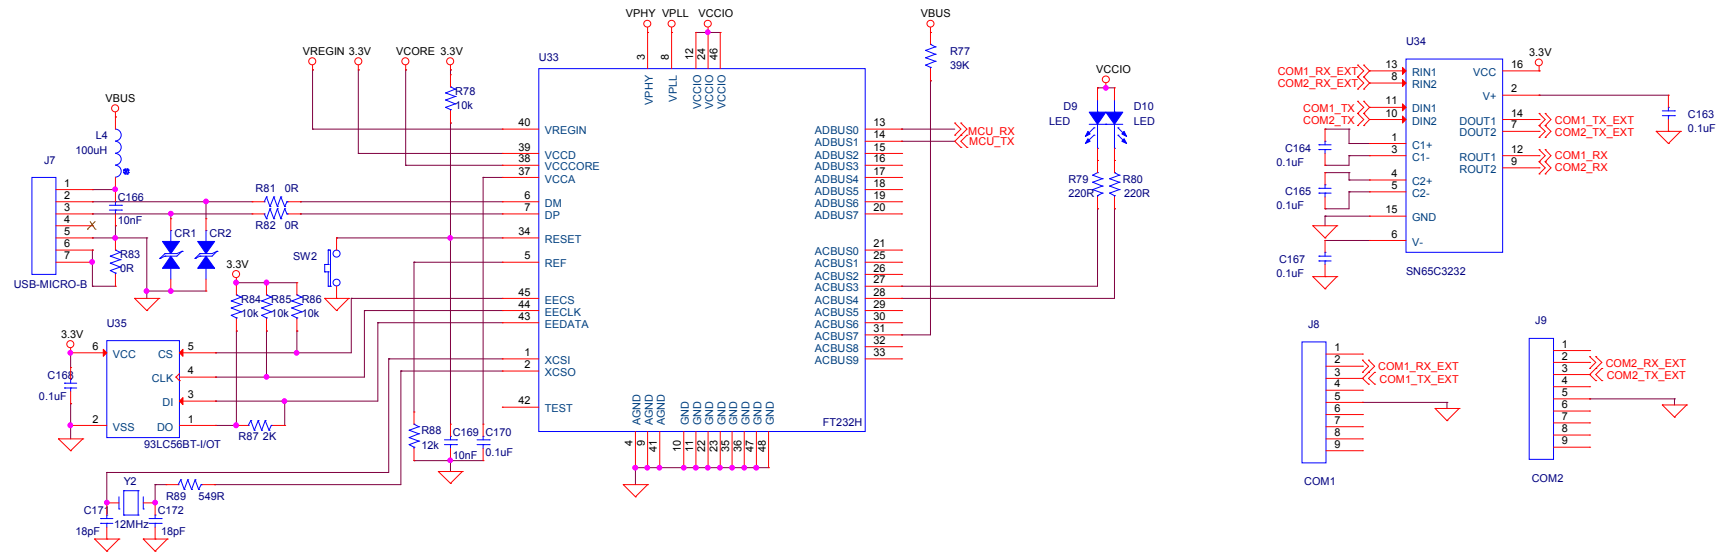 VBUS
L4
100uH
J7
1
2
3
4
5
6
7
USB-MICRO-B
C166
10nF
R83
0R
CR1
CR2
R81 0R
R82 0R
VREGIN 3.3V
VCORE 3.3V
R78
10k
SW2
3.3V
R84
10k
R85
10k
R86
10k
U35
3.3V
C168
0.1uF
6 VCC
2 VSS
CS 5
CLK 4
DI 3
DO 1
93LC56BT-I/OT
R87 2K
Y2
12MHz
C171
18pF
C172
18pF
R89 549R
R88
12k
C169
10nF
C170
0.1uF
U33
VPHY VPLL VCCIO
3 8 12 24 46
VPHY VPLL VCCIO VCCIO VCCIO
40 VREGIN
39 VCCD
38 VCCCORE
37 VCCA
6 DM
7 DP
34 RESET
5 REF
45 EECS
44 EECLK
43 EEDATA
1 XCSI
2 XCSO
42 TEST
ADBUS0 13
ADBUS1 14
ADBUS2 15
ADBUS3 16
ADBUS4 17
ADBUS5 18
ADBUS6 19
ADBUS7 20
ACBUS0 21
ACBUS1 25
ACBUS2 26
ACBUS3 27
ACBUS4 28
ACBUS5 29
ACBUS6 30
ACBUS7 31
ACBUS8 32
ACBUS9 33
AGND AGND AGND GND GND GND GND GND GND GND GND
4 9 41 10 11 22 23 35 36 47 48
FT232H
MCU_RX
MCU_TX
VBUS
R77
39K
VCCIO
D9
LED
D10
LED
R79
220R
R80
220R
U34
3.3V
COM1_RX_EXT 13 RIN1
COM2_RX_EXT 8 RIN2
COM1_TX 11 DIN1
COM2_TX 10 DIN2
1 C1+
3 C1-
4 C2+
5 C2-
15 GND
6 V-
VCC 16
V+ 2
DOUT1 14 COM1_TX_EXT
DOUT2 7 COM2_TX_EXT
ROUT1 12 COM1_RX
ROUT2 9 COM2_RX
SN65C3232
C163
0.1uF
C164
0.1uF
C165
0.1uF
C167
0.1uF
J8
1
2 COM1_RX_EXT
3 COM1_TX_EXT
4
5
6
7
8
9
COM1
J9
1
2 COM2_RX_EXT
3 COM2_TX_EXT
4
5
6
7
8
9
COM2